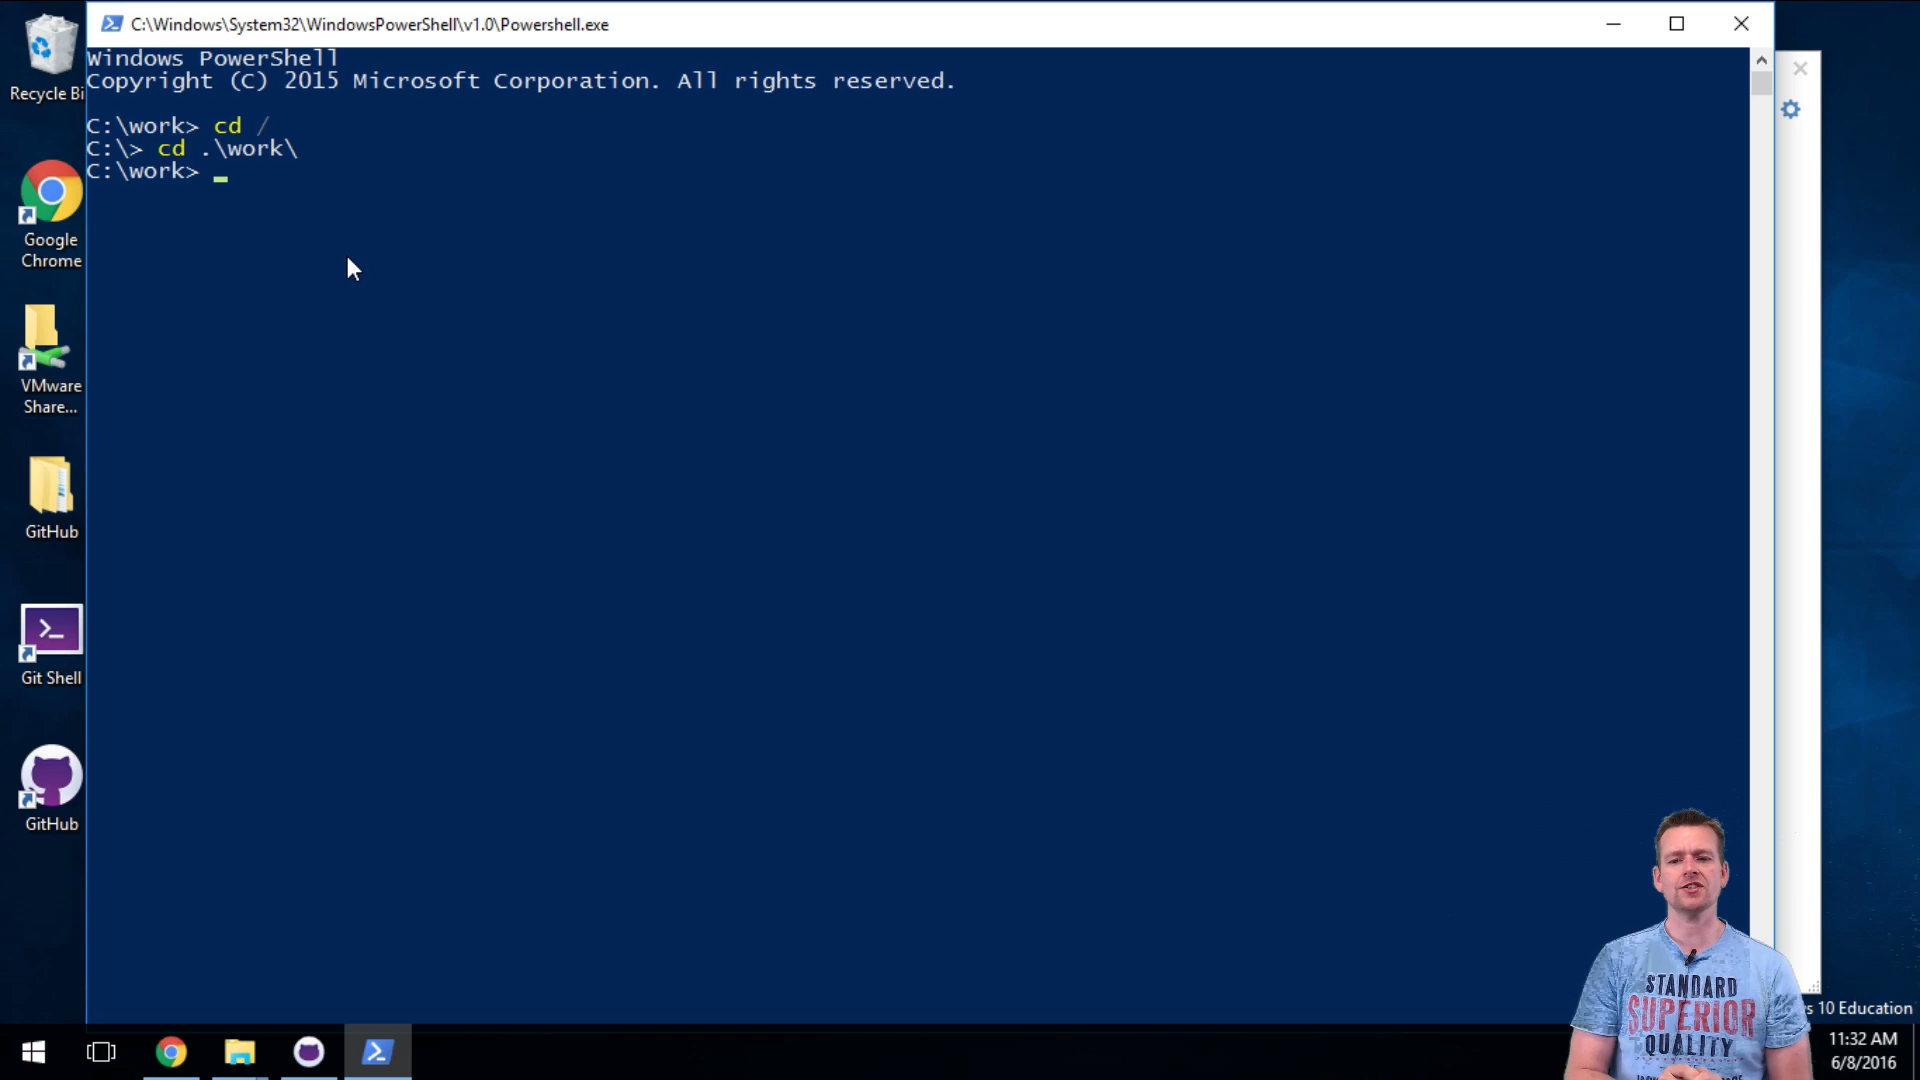 C:\Windows\System32\WindowsPowerShell\v1.0\Powershell.exe
Windows PowerShell
Copyright (C) 2015 Microsoft Corporation. All rights reserved.
C:\work> cd /
C:\> cd .\work\
C:\work>
Recycle Bi
Google
Chrome
VMware
Share...
GitHub
Git Shell
GitHub
STANDARD
SUPERIOR
QUALITY
10 Education
11:32 AM
6/8/2016